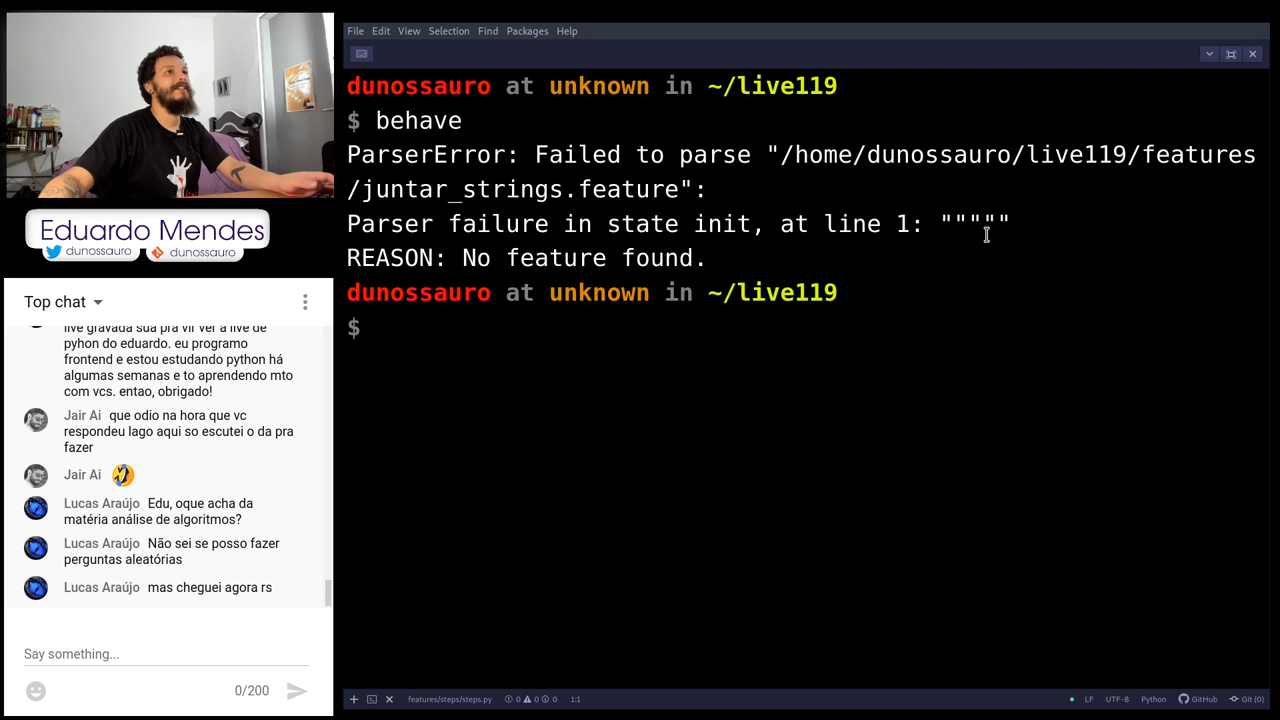 File Edit View Selection Find Packages Help
dunossauro at unknown in ~/live119
$ behave
ParserError: Failed to parse "/home/dunossauro/live119/features
/juntar_strings.feature":
Parser failure in state init, at line 1: """""
REASON: No feature found.
dunossauro at unknown in ~/live119
$
Eduardo Mendes
dunossauro dunossauro
Top chat
live gravada sua pra vir ver a live de
pyhon do eduardo. eu programo
frontend e estou estudando python há
algumas semanas e to aprendendo mto
com vcs. entao, obrigado!
Jair Ai que odio na hora que vc
respondeu lago aqui so escutei o da pra
fazer
Jair Ai
Lucas Araújo Edu, oque acha da
matéria análise de algoritmos?
Lucas Araújo Não sei se posso fazer
perguntas aleatórias
Lucas Araújo mas cheguei agora rs
Say something...
0/200
features/steps/steps.py 0 0 0 1:1 LF UTF-8 Python GitHub Git (0)